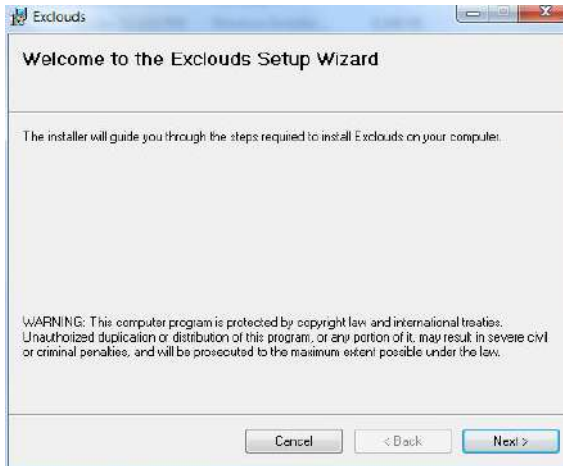 Exclouds
Welcome to the Exclouds Setup Wizard
The installer will guide you through the steps required to install Exclouds on your computer.
WARNING: This computer program is protected by copyright law and international treaties.
Unauthorized duplication or distribution of this program, or any portion of it, may result in severe civil
or criminal penalties, and will be prosecuted to the maximum extent possible under the law.
Cancel
< Back
Next >